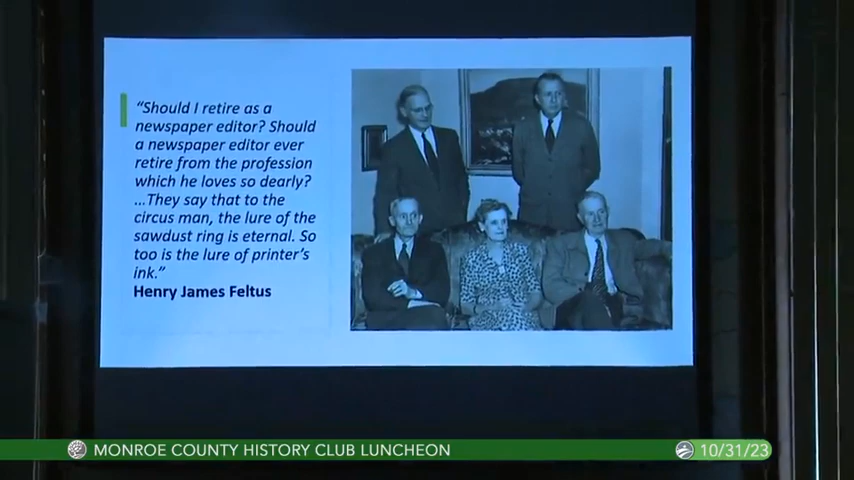 “Should I retire as a
newspaper editor? Should
a newspaper editor ever
retire from the profession
which he loves so dearly?
...They say that to the
circus man, the lure of the
sawdust ring is eternal. So
too is the lure of printer’s
ink.”
Henry James Feltus
MONROE COUNTY HISTORY CLUB LUNCHEON
10/31/23